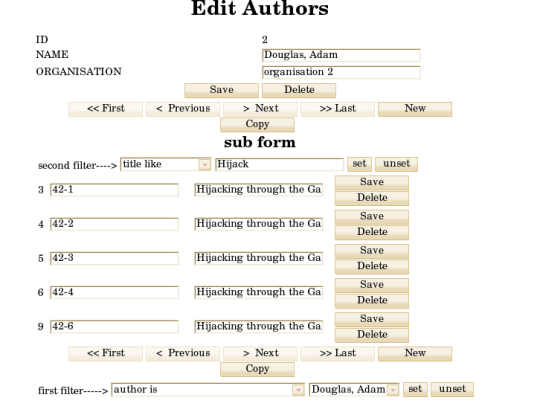 Edit Authors
ID 2
NAME Douglas, Adam
ORGANISATION organisation 2
Save Delete
<< First < Previous > Next >> Last New
Copy
sub form
second filter----> title like Hijack set unset
Save
3 42-1 Hijacking through the Ga
Delete
Save
4 42-2 Hijacking through the Ga
Delete
Save
5 42-3 Hijacking through the Ga
Delete
Save
6 42-4 Hijacking through the Ga
Delete
Save
9 42-6 Hijacking through the Ga
Delete
<< First < Previous > Next >> Last New
Copy
first filter-----> author is Douglas, Adam set unset